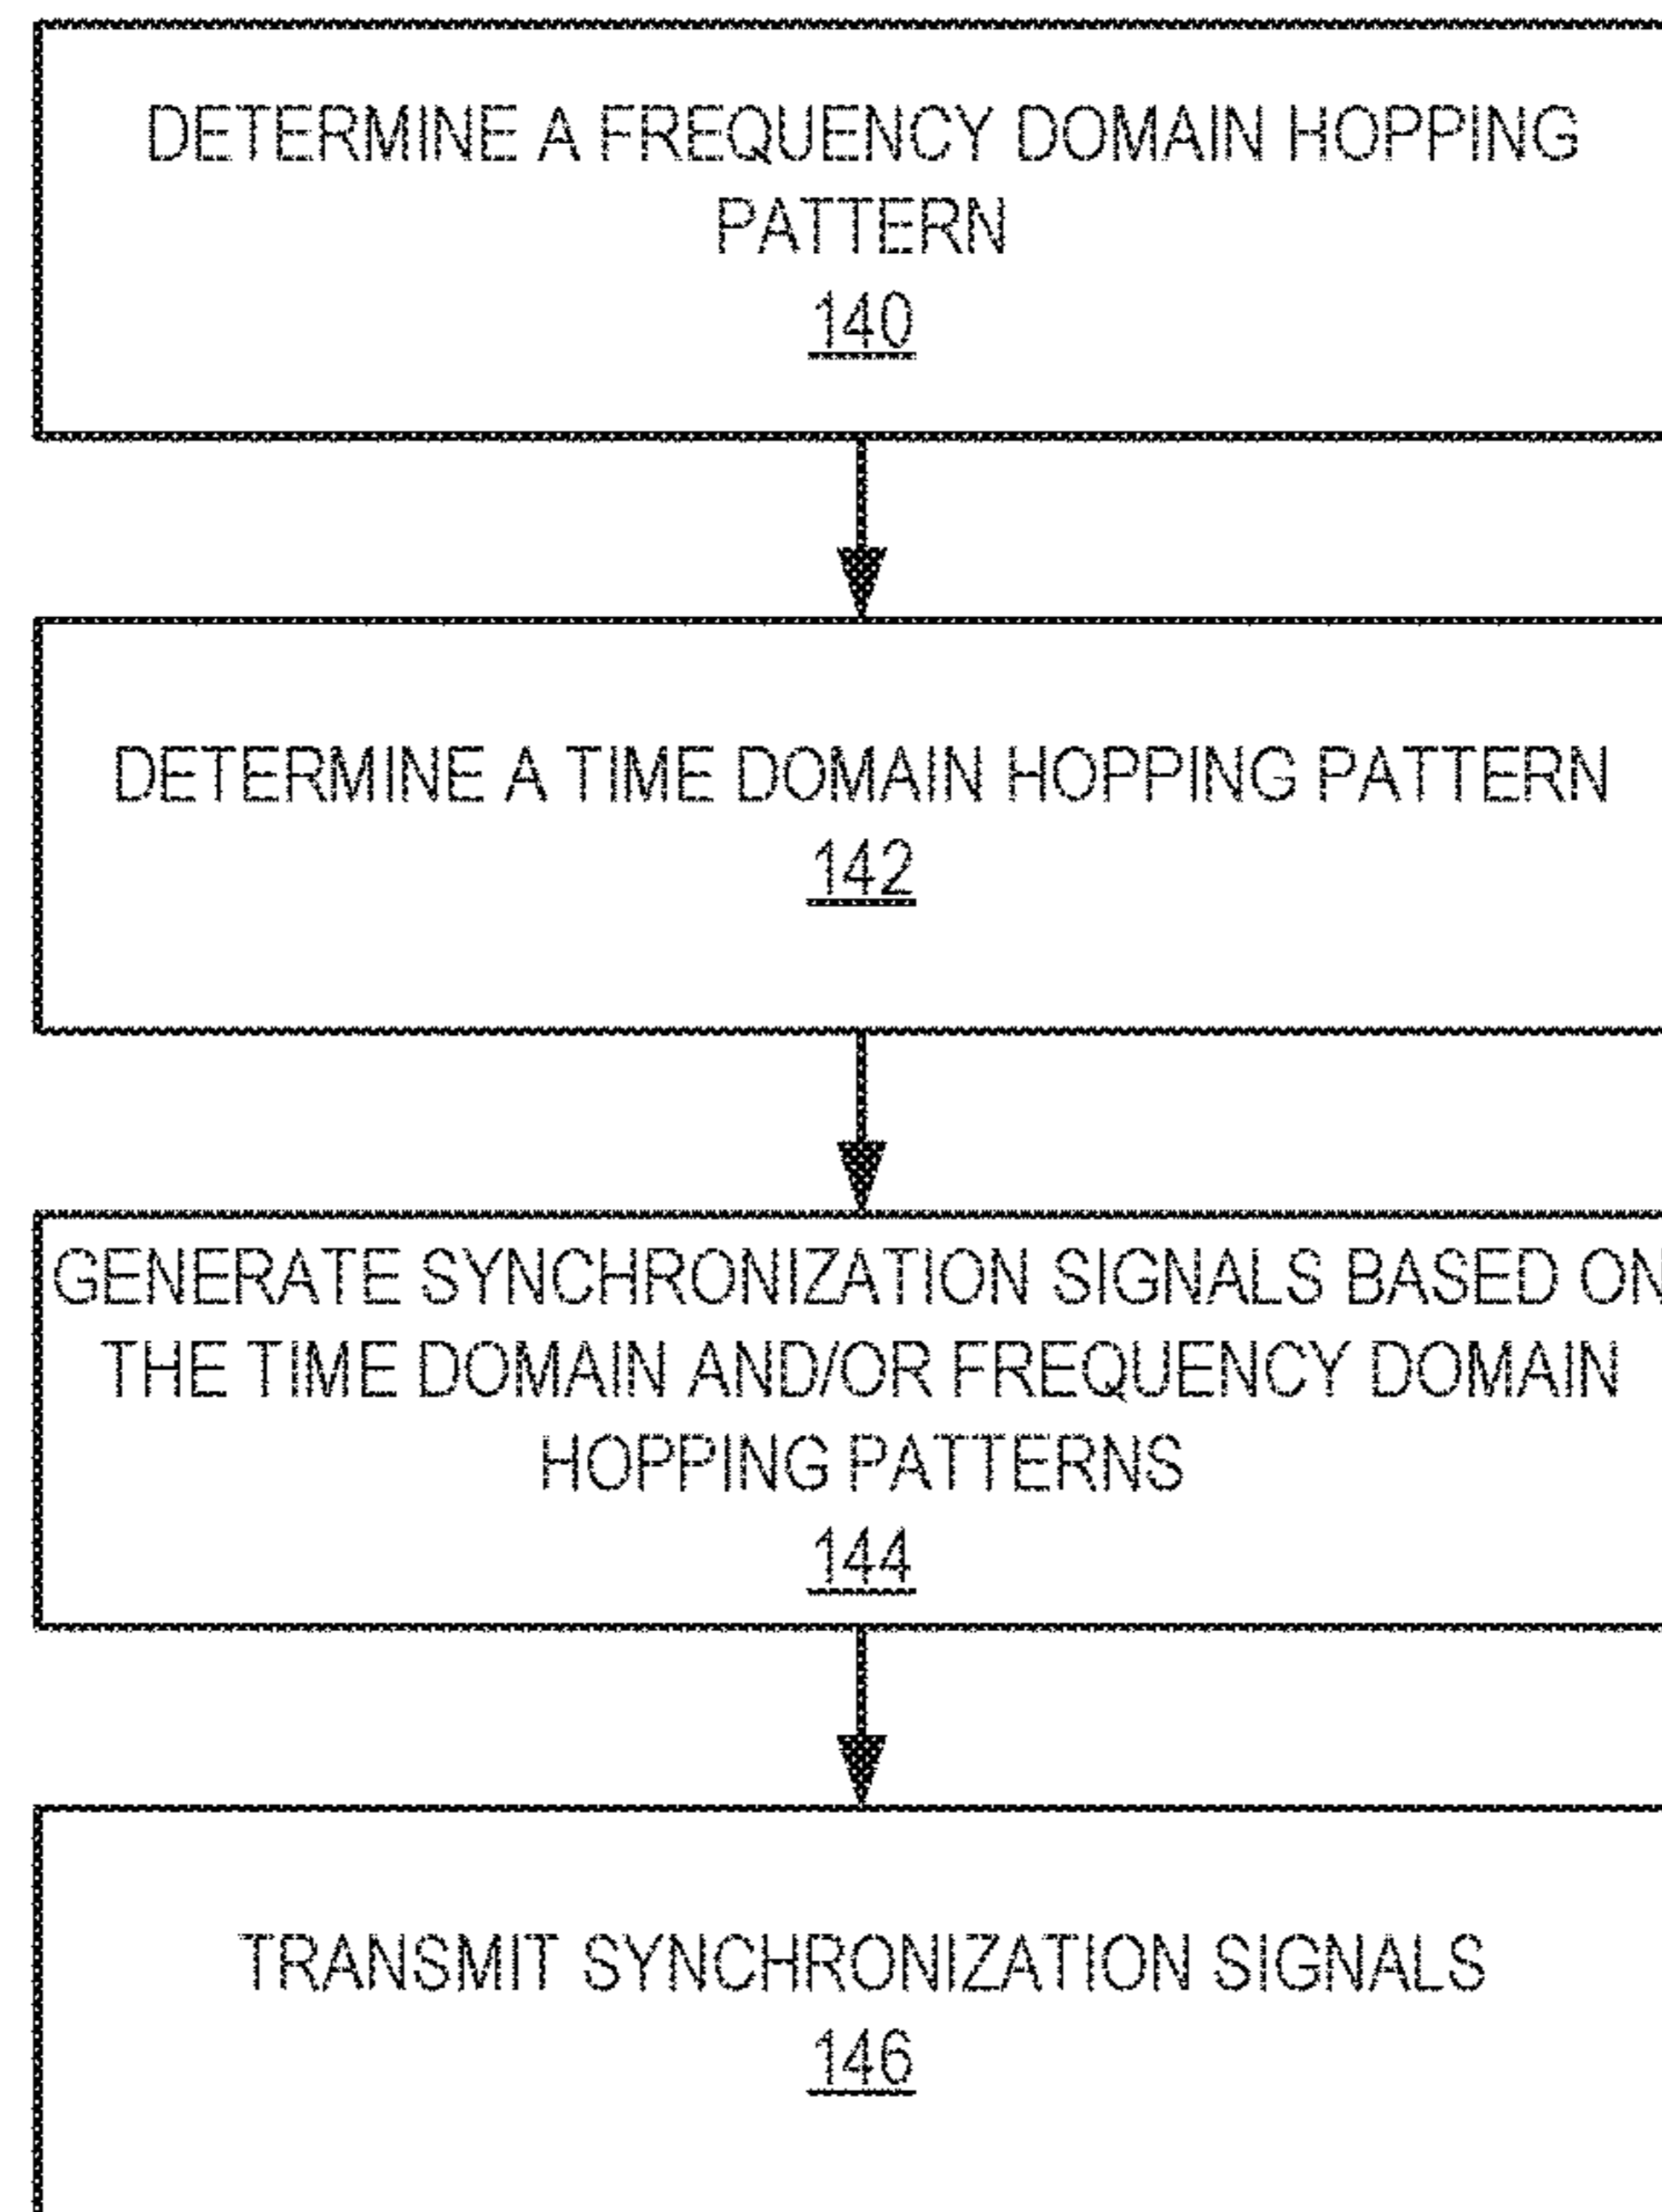 DETERMINE A FREQUENCY DOMAIN HOPPING
PATTERN
140
DETERMINE A TIME DOMAIN HOPPING PATTERN
142
GENERATE SYNCHRONIZATION SIGNALS BASED ON
THE TIME DOMAIN AND/OR FREQUENCY DOMAIN
HOPPING PATTERNS
144
TRANSMIT SYNCHRONIZATION SIGNALS
146